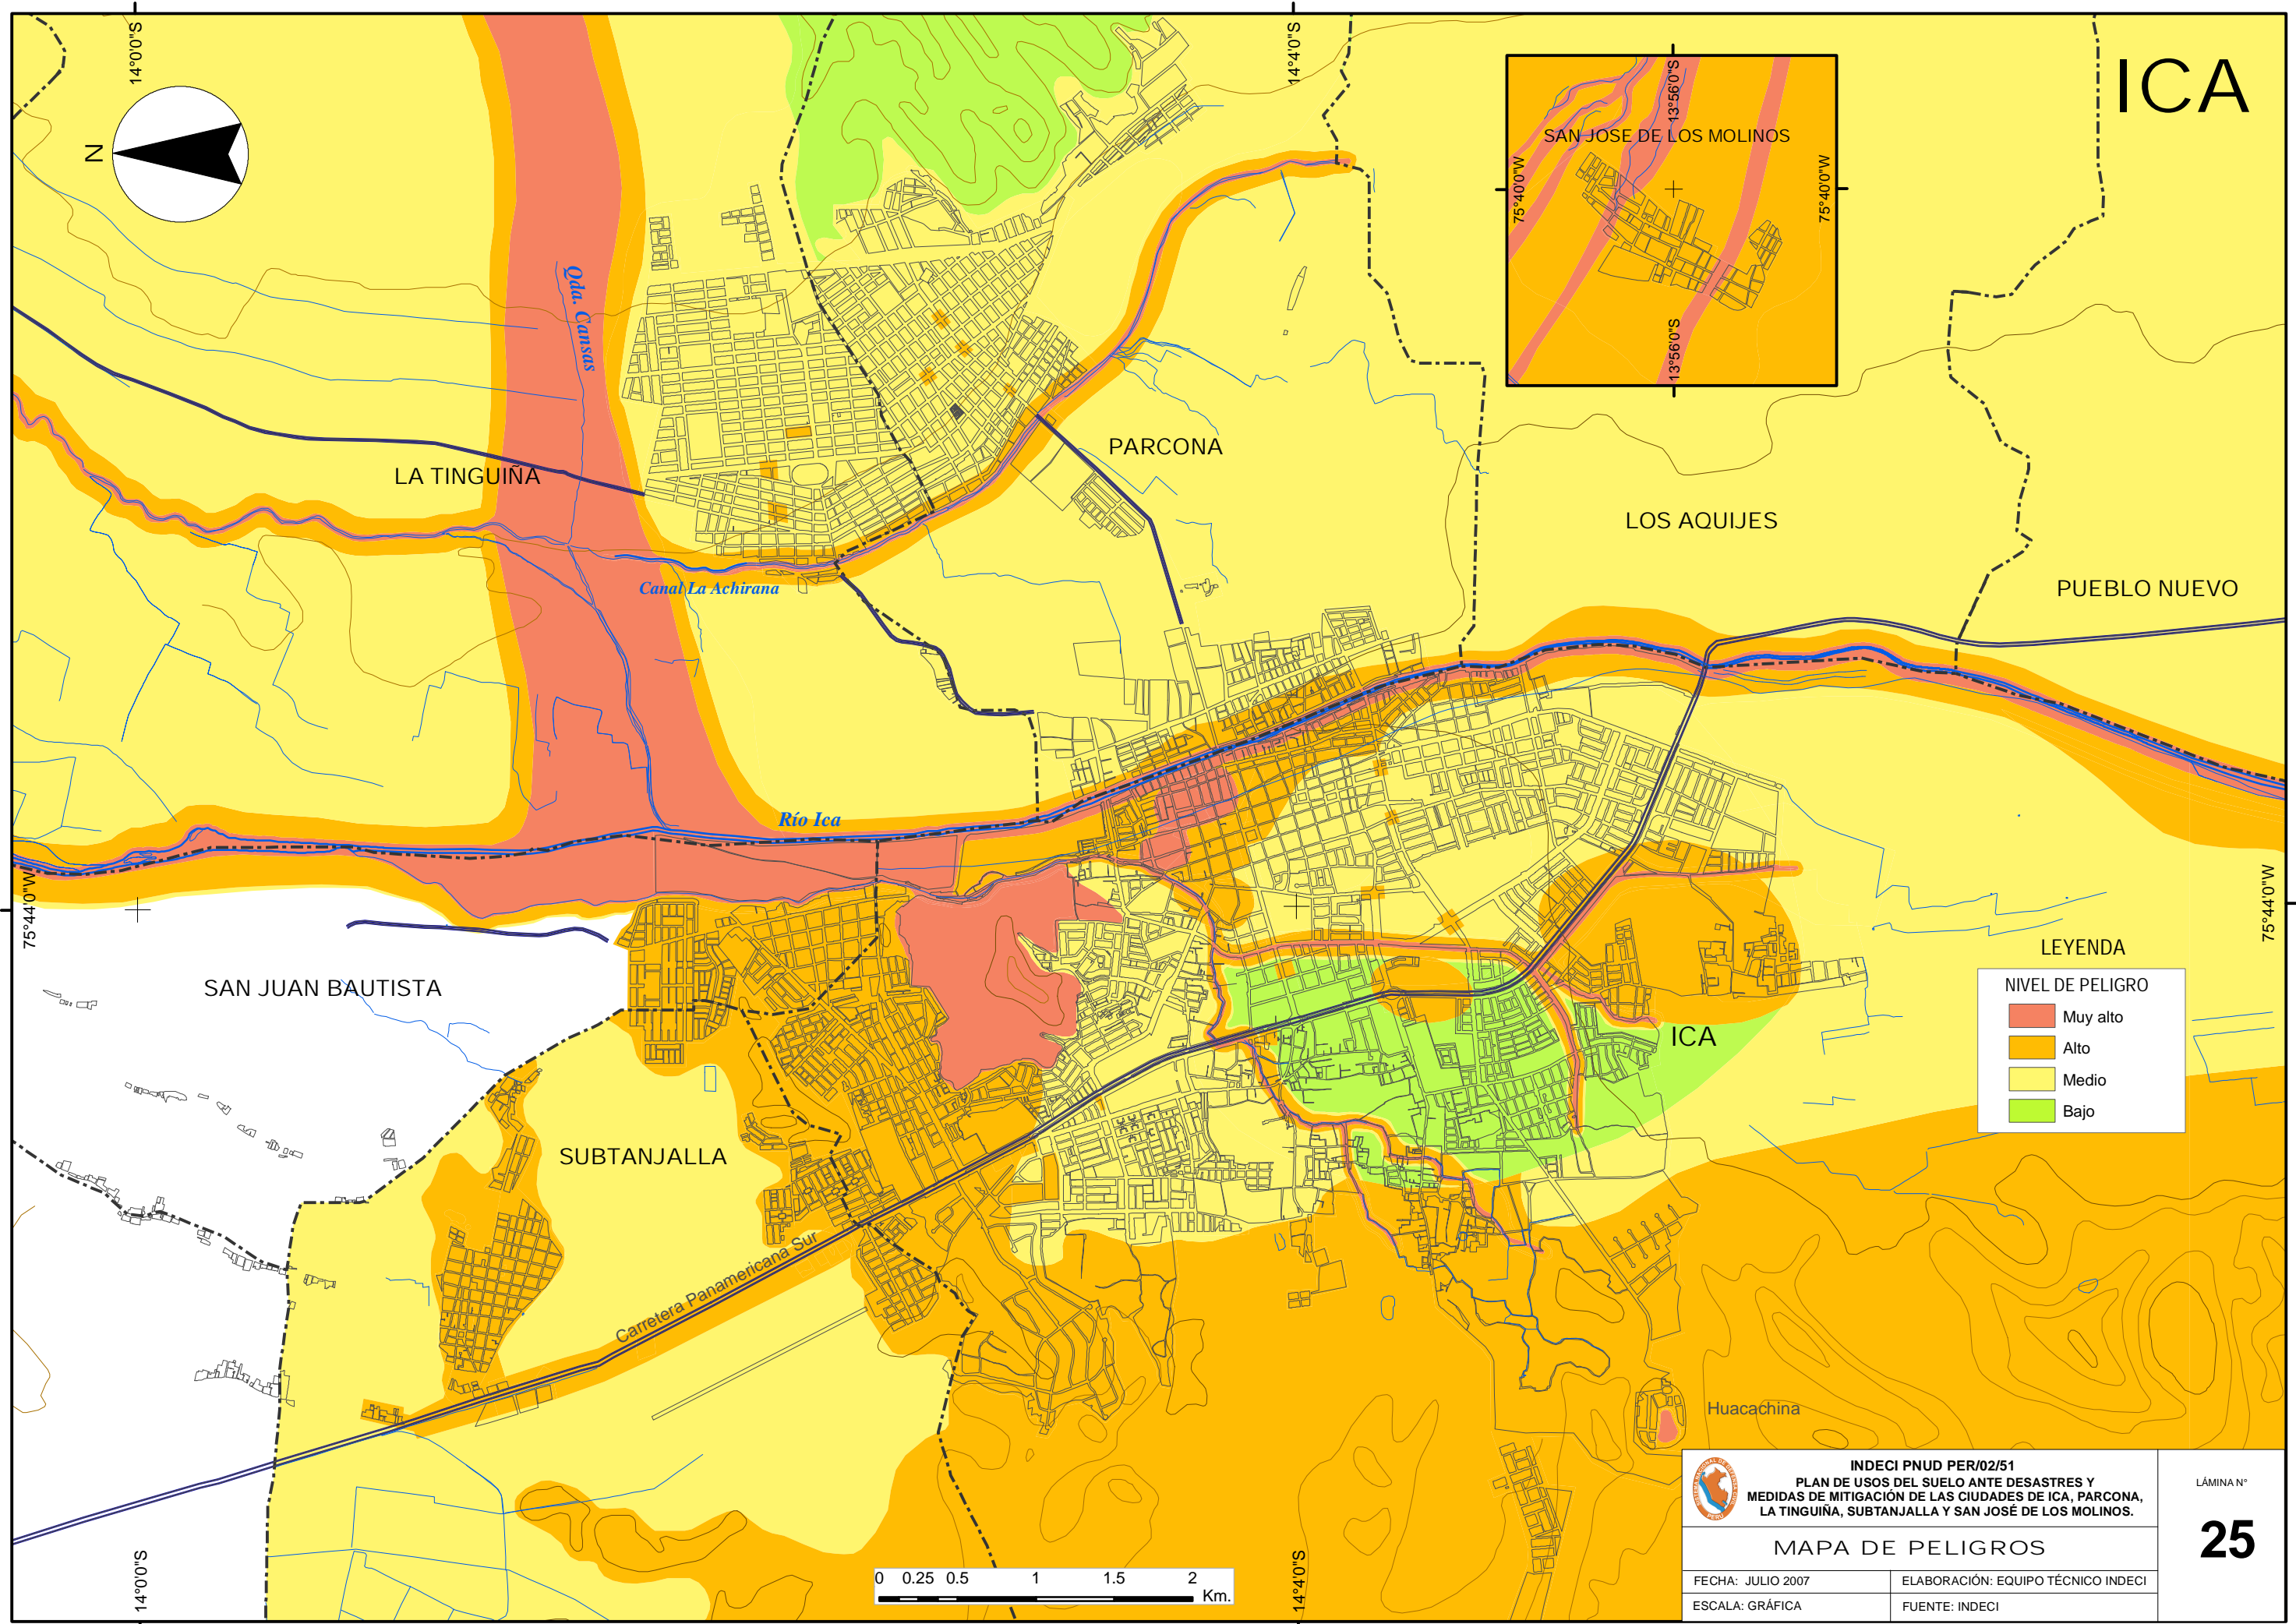 14°0'0"S
14°4'0"S
ICA
N
SAN JOSE DE LOS MOLINOS
13°56'0"S
75°40'0"W
75°40'0"W
13°56'0"S
Qda. Cansas
LA TINGUIÑA
PARCONA
LOS AQUIJES
PUEBLO NUEVO
Canal La Achirana
Río Ica
75°44'0"W
75°44'0"W
SAN JUAN BAUTISTA
ICA
SUBTANJALLA
Carretera Panamericana Sur
Huacachina
LEYENDA
NIVEL DE PELIGRO
Muy alto
Alto
Medio
Bajo
0 0.25 0.5 1 1.5 2
Km.
14°0'0"S
14°4'0"S
INDECI PNUD PER/02/51
PLAN DE USOS DEL SUELO ANTE DESASTRES Y
MEDIDAS DE MITIGACIÓN DE LAS CIUDADES DE ICA, PARCONA,
LA TINGUIÑA, SUBTANJALLA Y SAN JOSÉ DE LOS MOLINOS.
MAPA DE PELIGROS
FECHA: JULIO 2007
ELABORACIÓN: EQUIPO TÉCNICO INDECI
ESCALA: GRÁFICA
FUENTE: INDECI
LÁMINA N°
25
PERU